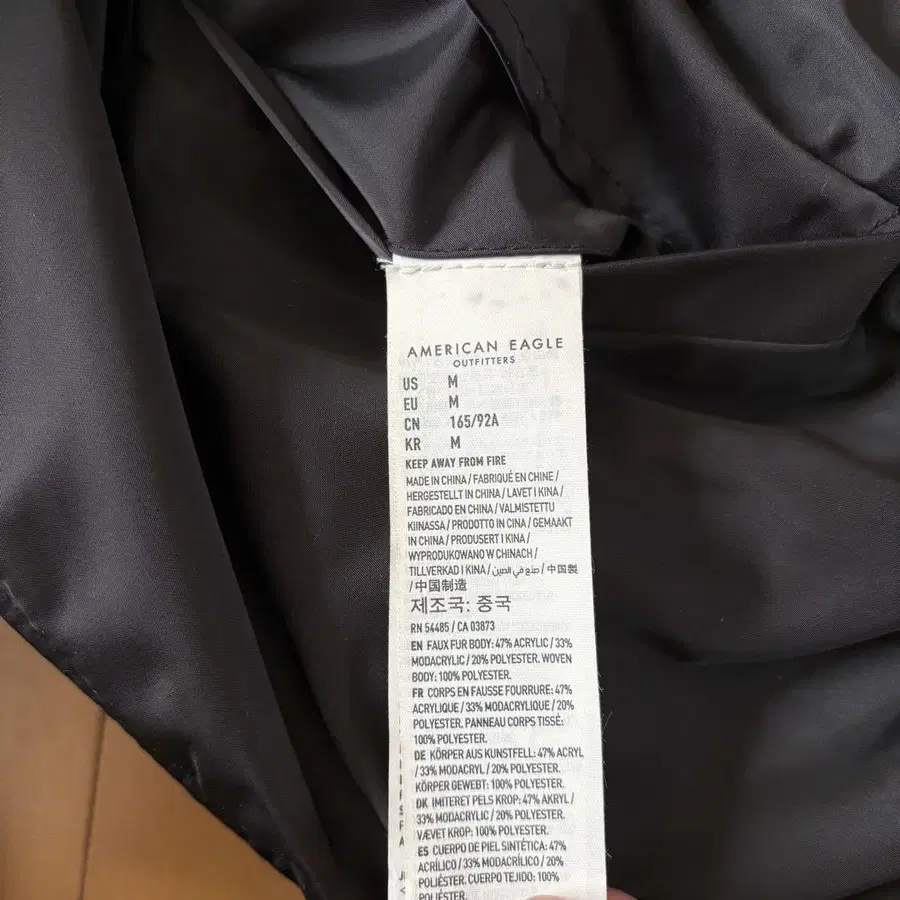 AMERICAN EAGLE
OUTFITTERS
US M
EU M
CN 165/92A
KR M
KEEP AWAY FROM FIRE
MADE IN CHINA / FABRIQUÉ EN CHINE /
HERGESTELLT IN CHINA / LAVET I KINA /
FABRICADO EN CHINA / VALMISTETTU
KIINASSA / PRODOTTO IN CINA / GEMAAKT
IN CHINA / PRODUSERT I KINA /
WYPRODUKOWANO W CHINACH /
TILLVERKAD I KINA / صنع في الصين / 中国製
/ 中国制造
제조국: 중국
RN 54485 / CA 03873
EN FAUX FUR BODY: 47% ACRYLIC / 33%
MODACRYLIC / 20% POLYESTER. WOVEN
BODY: 100% POLYESTER.
FR CORPS EN FAUSSE FOURRURE: 47%
ACRYLIQUE / 33% MODACRYLIQUE / 20%
POLYESTER. PANNEAU CORPS TISSÉ:
100% POLYESTER.
DE KÖRPER AUS KUNSTFELL: 47% ACRYL
/ 33% MODACRYL / 20% POLYESTER.
KÖRPER GEWEBT: 100% POLYESTER.
DK IMITERET PELS KROP: 47% AKRYL /
33% MODACRYL / 20% POLYESTER.
VÆVET KROP: 100% POLYESTER.
ES CUERPO DE PIEL SINTÉTICA: 47%
ACRÍLICO / 33% MODACRÍLICO / 20%
POLIÉSTER. CUERPO TEJIDO: 100%
POLIÉSTER.